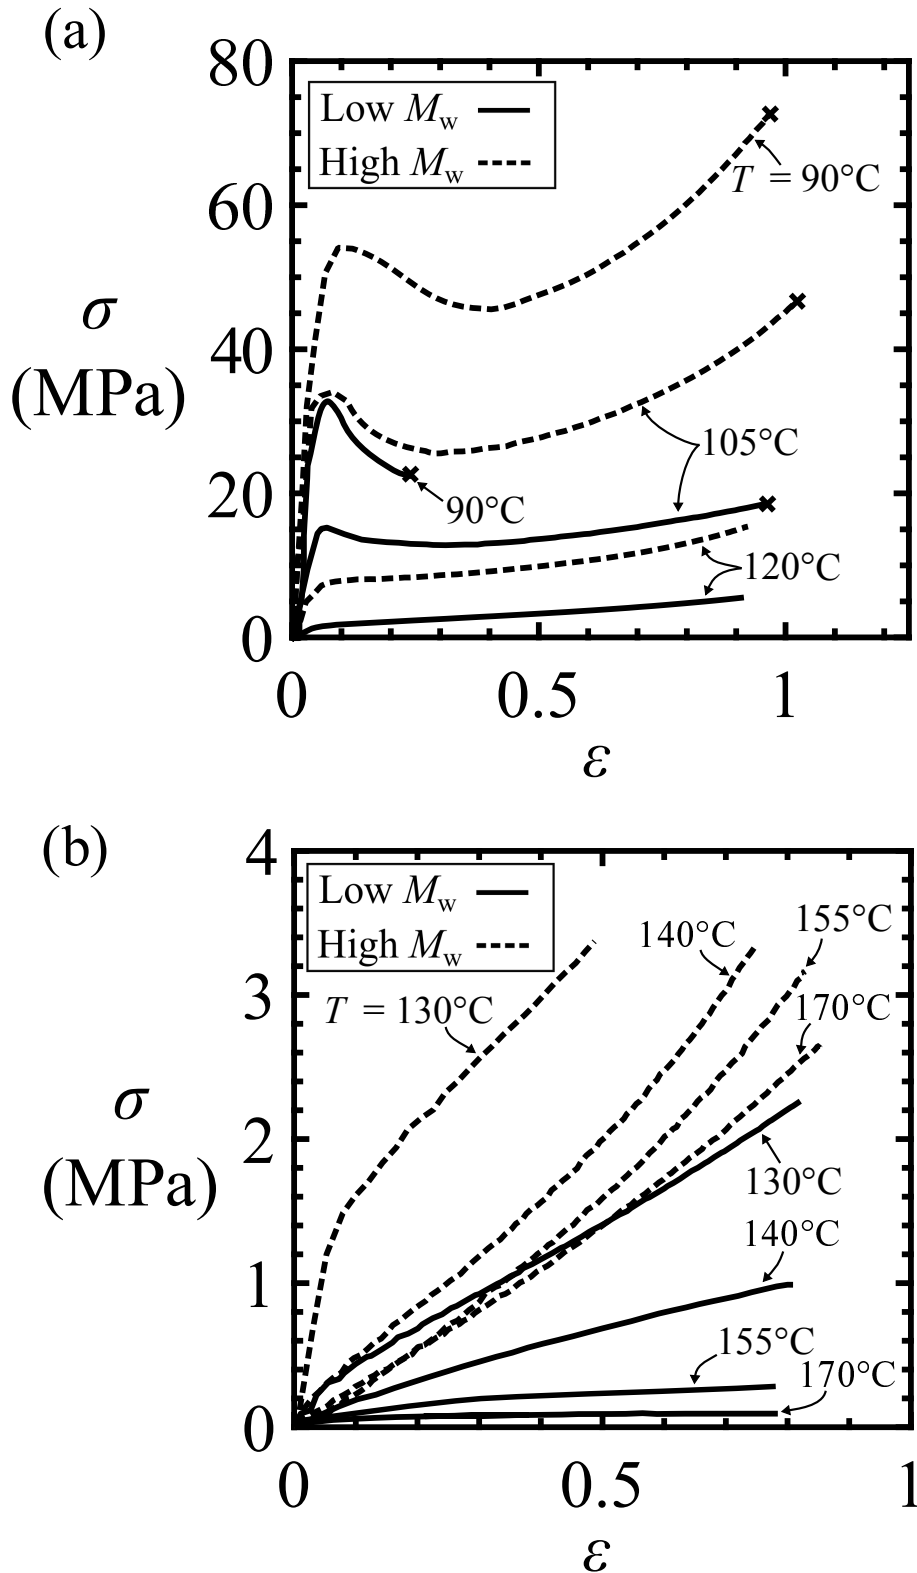 (a)
80
60
40
20
0
σ
(MPa)
Low Mw
High Mw
T = 90°C
105°C
90°C
120°C
0 0.5 1
ε
(b)
4
3
2
1
0
σ
(MPa)
Low Mw
High Mw
155°C
140°C
170°C
T = 130°C
130°C
140°C
155°C
170°C
0 0.5 1
ε